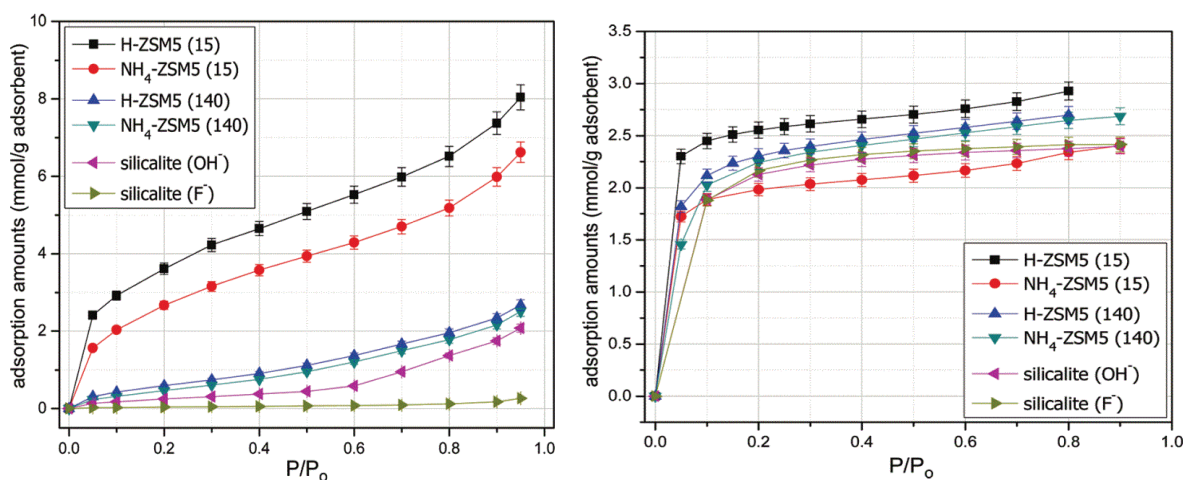 adsorption amounts (mmol/g adsorbent)
10
8
6
4
2
0
H-ZSM5 (15)
NH₄-ZSM5 (15)
H-ZSM5 (140)
NH₄-ZSM5 (140)
silicalite (OH⁻)
silicalite (F⁻)
0.0 0.2 0.4 0.6 0.8 1.0
P/Pₒ
adsorption amounts (mmol/g adsorbent)
3.5
3.0
2.5
2.0
1.5
1.0
0.5
0.0
H-ZSM5 (15)
NH₄-ZSM5 (15)
H-ZSM5 (140)
NH₄-ZSM5 (140)
silicalite (OH⁻)
silicalite (F⁻)
0.0 0.2 0.4 0.6 0.8 1.0
P/Pₒ